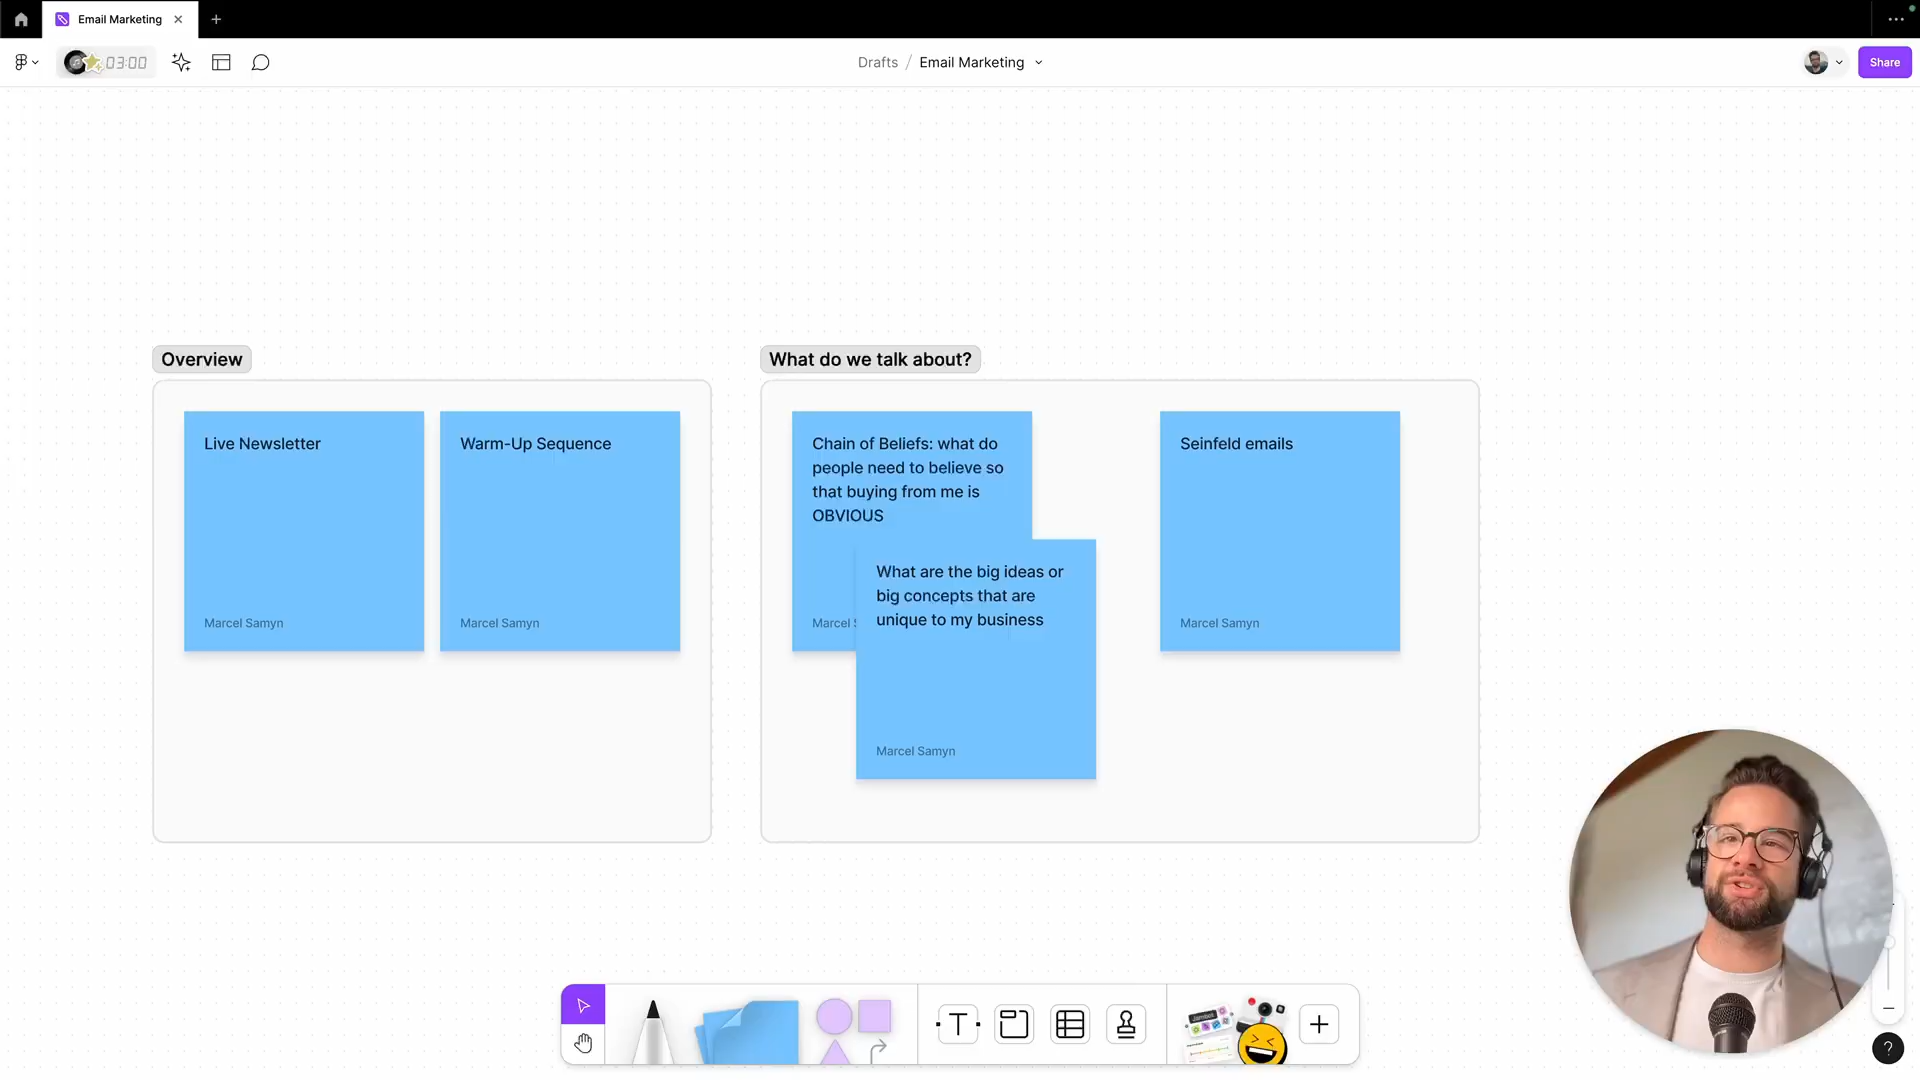 Email Marketing
03:00
Drafts / Email Marketing
Share
Overview
What do we talk about?
Live Newsletter
Marcel Samyn
Warm-Up Sequence
Marcel Samyn
Chain of Beliefs: what do
people need to believe so
that buying from me is
OBVIOUS
Marcel S
What are the big ideas or
big concepts that are
unique to my business
Marcel Samyn
Seinfeld emails
Marcel Samyn
T
?